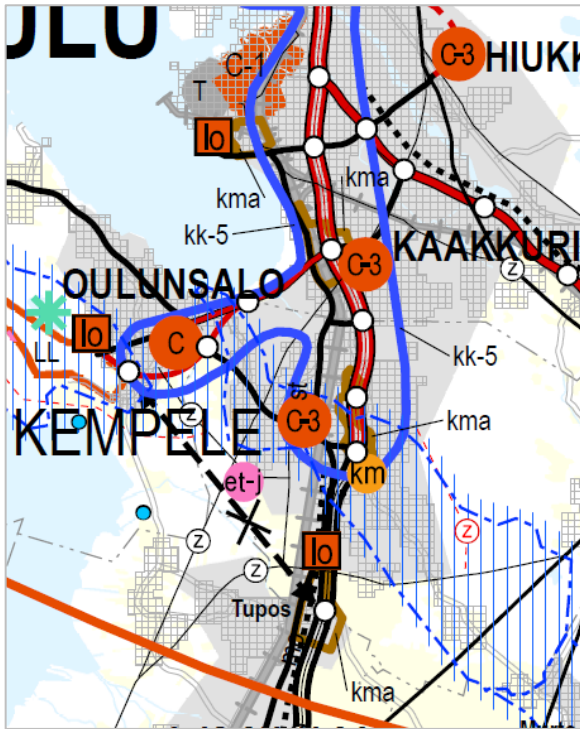 ULU
C-1
T
C-3
HIUKK
lo
kma
kma
kk-5
KAAKKURI
C-3
OULUNSALO
z
lo
C
LL
kk-5
st
C-3
kma
KEMPELE
z
et-j
km
z
z
z
lo
Tupos
kma